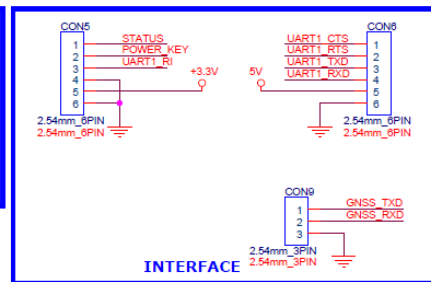 CON5
1 STATUS
2 POWER_KEY
3 UART1_RI
4
5 +3.3V
6
2.54mm_6PIN
2.54mm_6PIN
CON6
UART1_CTS 1
UART1_RTS 2
UART1_TXD 3
UART1_RXD 4
5V 5
6
2.54mm_6PIN
2.54mm_6PIN
CON9
1 GNSS_TXD
2 GNSS_RXD
3
2.54mm_3PIN
2.54mm_3PIN
INTERFACE